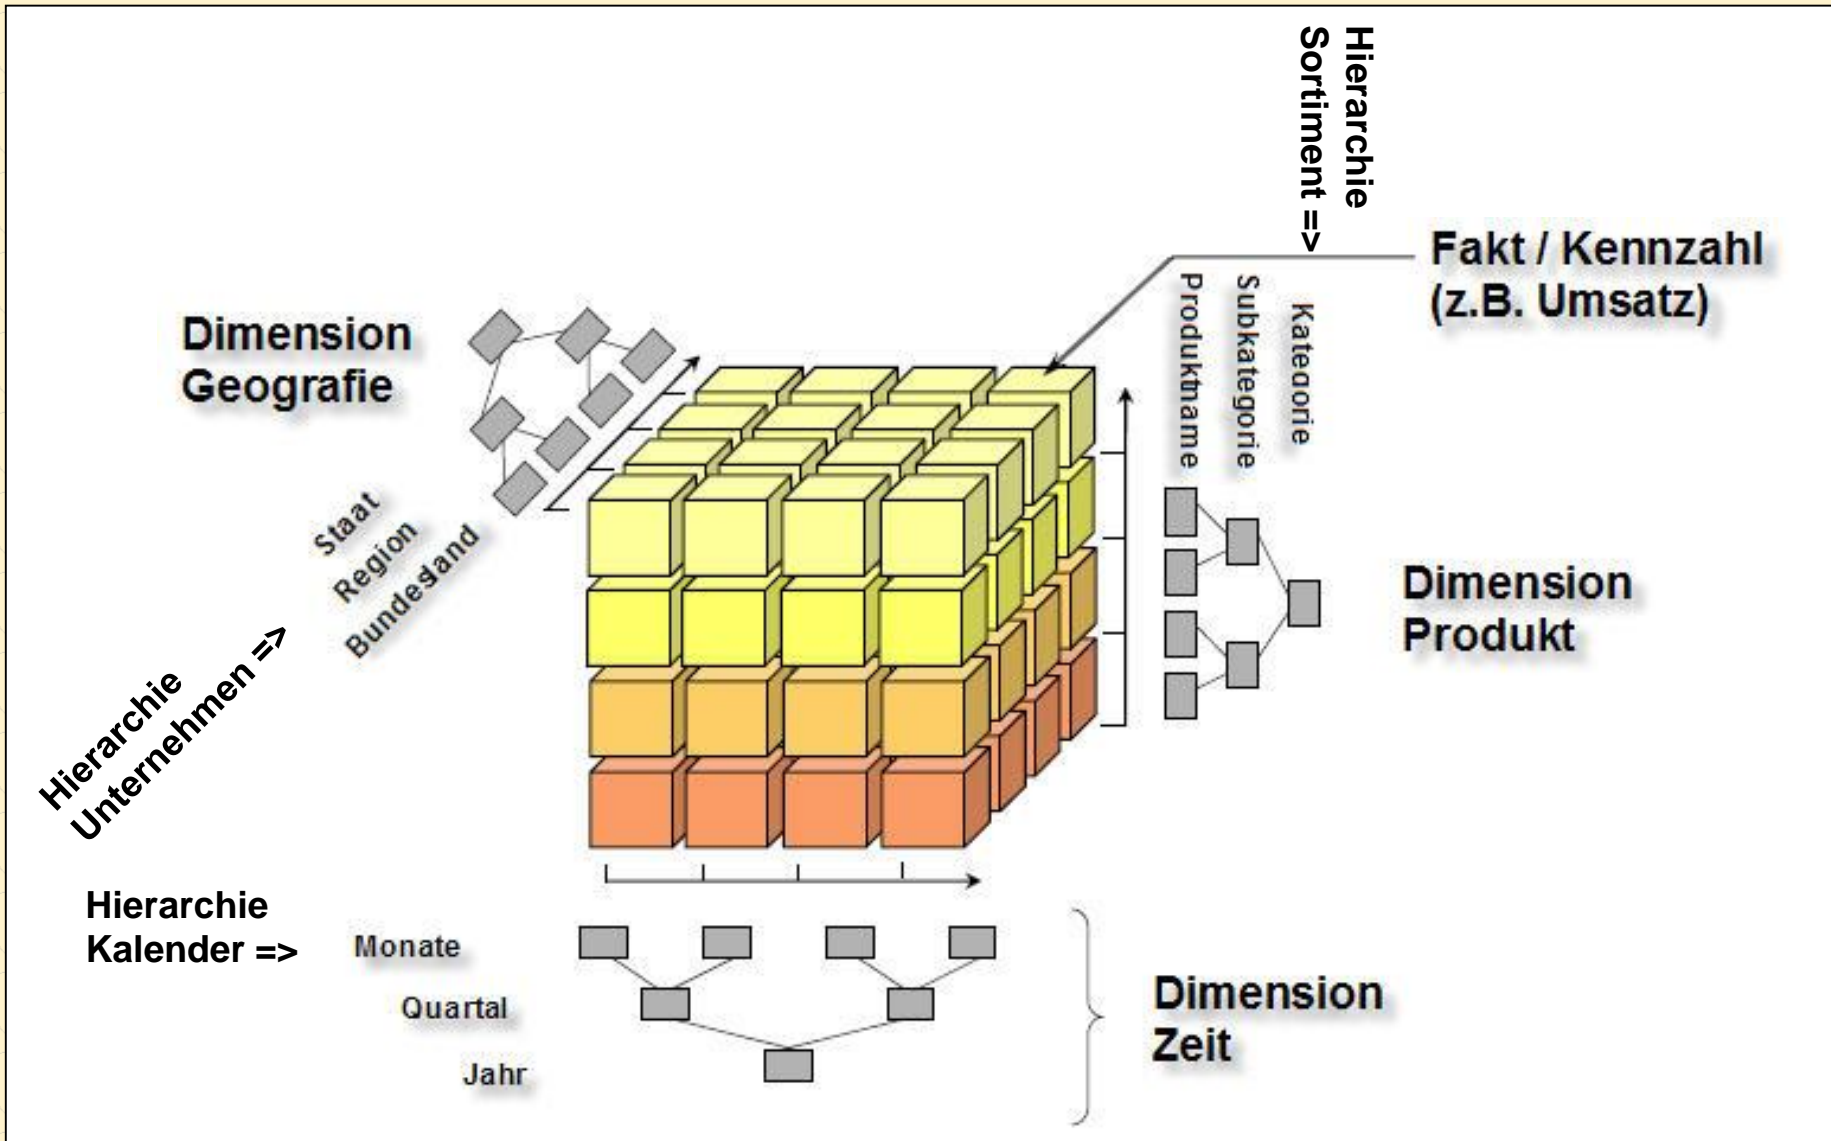 Hierarchie
Sortiment =>
Fakt / Kennzahl
(z.B. Umsatz)
Produktname
Subkategorie
Kategorie
Dimension
Geografie
Staat
Region
Bundesland
Hierarchie
Unternehmen =>
Dimension
Produkt
Hierarchie
Kalender =>
Monate
Quartal
Jahr
Dimension
Zeit